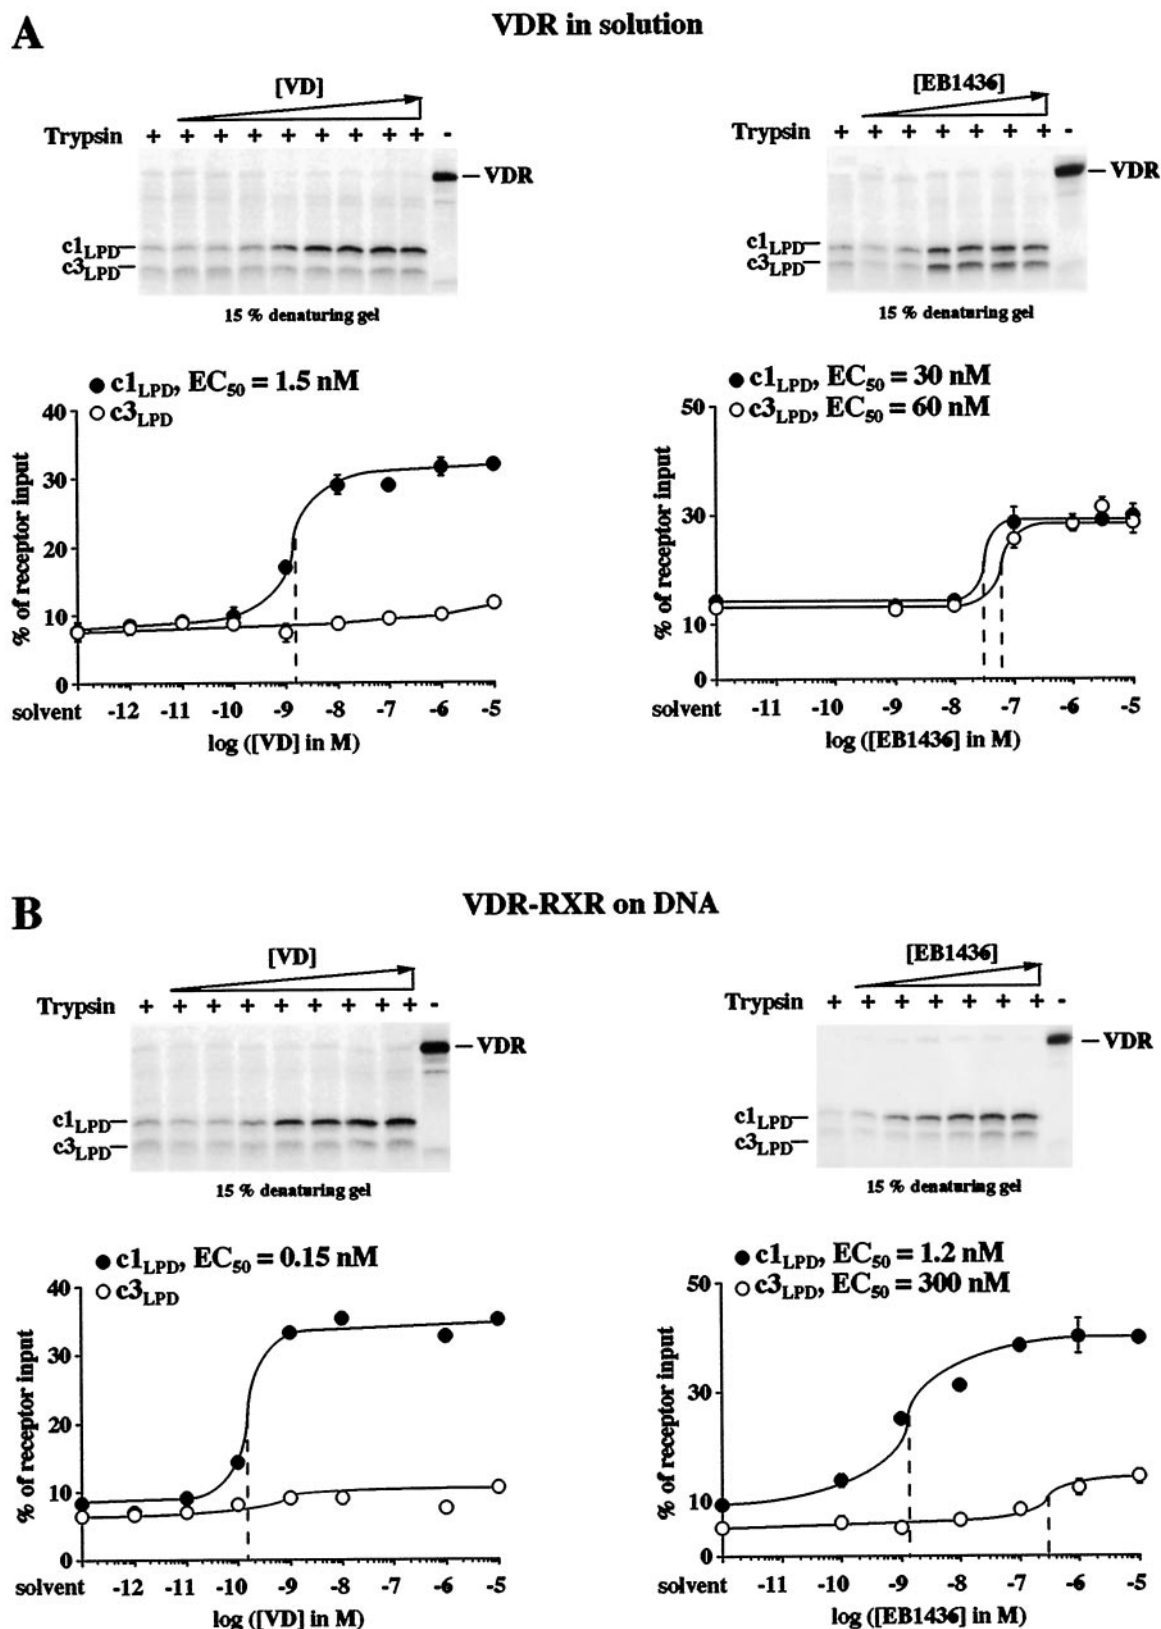 A
VDR in solution
[VD]
Trypsin + + + + + + + + + -
VDR
c1LPD
c3LPD
15 % denaturing gel
[EB1436]
Trypsin + + + + + + + -
VDR
c1LPD
c3LPD
15 % denaturing gel
c1LPD, EC50 = 1.5 nM
c3LPD
% of receptor input
40
30
20
10
0
solvent -12 -11 -10 -9 -8 -7 -6 -5
log ([VD] in M)
c1LPD, EC50 = 30 nM
c3LPD, EC50 = 60 nM
% of receptor input
50
30
10
0
solvent -11 -10 -9 -8 -7 -6 -5
log ([EB1436] in M)
B
VDR-RXR on DNA
[VD]
Trypsin + + + + + + + + + -
VDR
c1LPD
c3LPD
15 % denaturing gel
[EB1436]
Trypsin + + + + + + + -
VDR
c1LPD
c3LPD
15 % denaturing gel
c1LPD, EC50 = 0.15 nM
c3LPD
% of receptor input
40
30
20
10
0
solvent -12 -11 -10 -9 -8 -7 -6 -5
log ([VD] in M)
c1LPD, EC50 = 1.2 nM
c3LPD, EC50 = 300 nM
% of receptor input
50
30
10
0
solvent -11 -10 -9 -8 -7 -6 -5
log ([EB1436] in M)